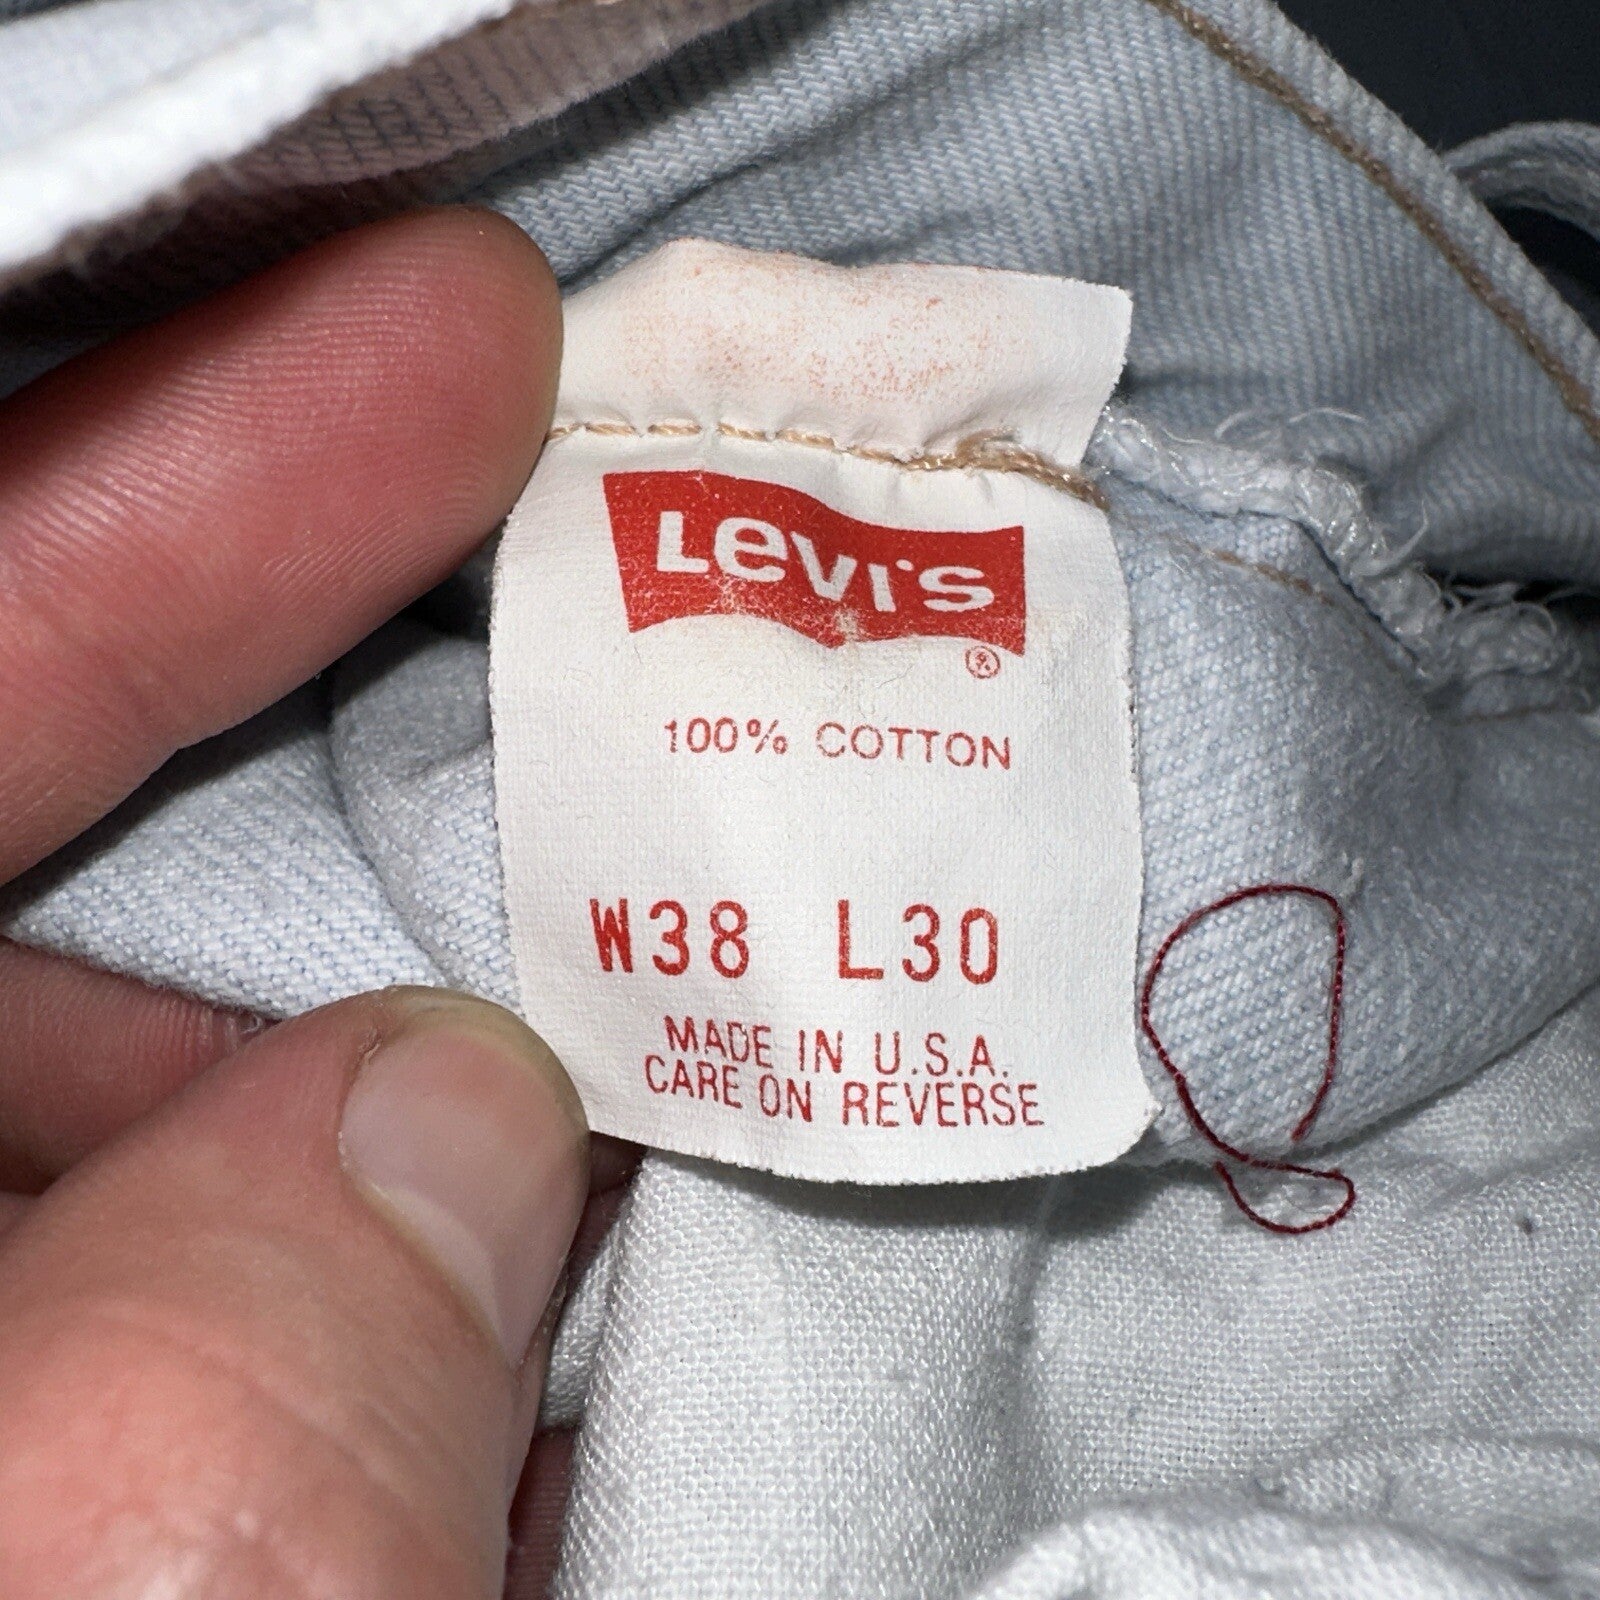 Levi's
®
100% COTTON
W38 L30
MADE IN U.S.A.
CARE ON REVERSE